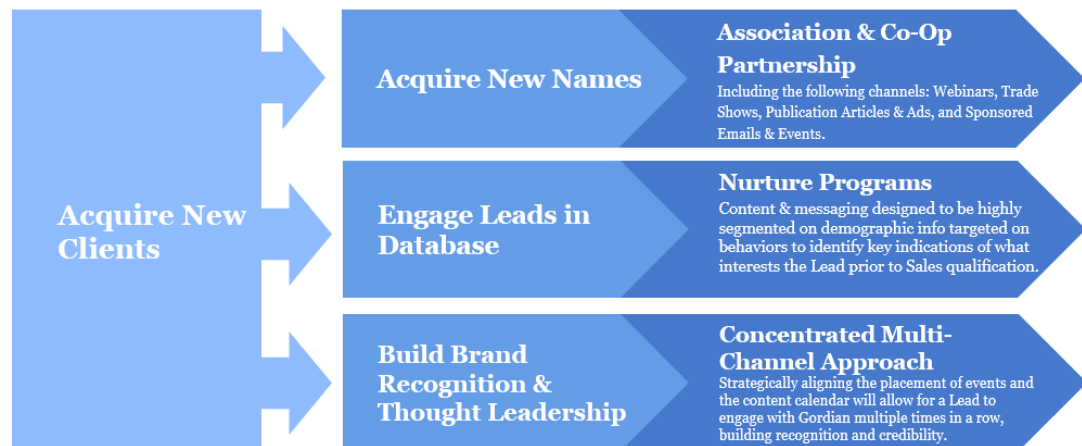 Acquire New
Clients
Acquire New Names
Association & Co-Op
Partnership
Including the following channels: Webinars, Trade
Shows, Publication Articles & Ads, and Sponsored
Emails & Events.
Engage Leads in
Database
Nurture Programs
Content & messaging designed to be highly
segmented on demographic info targeted on
behaviors to identify key indications of what
interests the Lead prior to Sales qualification.
Build Brand
Recognition &
Thought Leadership
Concentrated Multi-
Channel Approach
Strategically aligning the placement of events and
the content calendar will allow for a Lead to
engage with Gordian multiple times in a row,
building recognition and credibility.